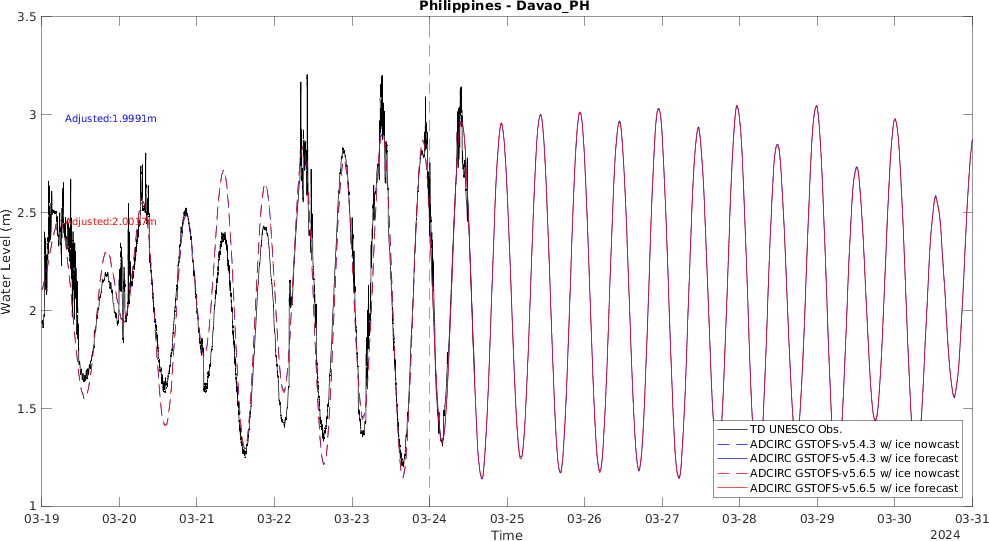 Philippines - Davao_PH
3.5
3
2.5
2
1.5
1
Water Level (m)
Adjusted:1.9991m
Adjusted:2.0017m
TD UNESCO Obs.
ADCIRC GSTOFS-v5.4.3 w/ ice nowcast
ADCIRC GSTOFS-v5.4.3 w/ ice forecast
ADCIRC GSTOFS-v5.6.5 w/ ice nowcast
ADCIRC GSTOFS-v5.6.5 w/ ice forecast
03-19 03-20 03-21 03-22 03-23 03-24 03-25 03-26 03-27 03-28 03-29 03-30 03-31
Time
2024